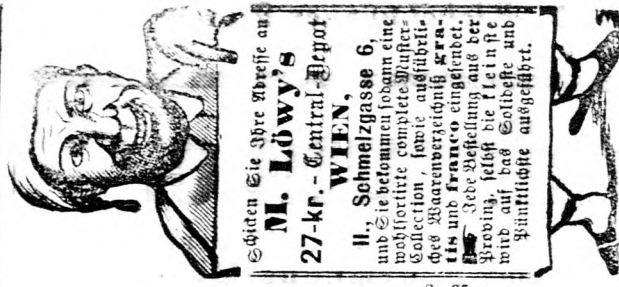 Schicken Sie Ihre Adresse an
M. Löwy's
27-kr.-Central-Depot
WIEN,
II., Schmelzgasse 6,
und Sie bekommen sodann eine
wohlsortirte complete Muster-
Collection, sowie ausführli-
ches Waarenverzeichniß gra-
tis und franco eingesendet.
Jede Bestellung aus der
Provinz, selbst die kleinste
wird auf das Solideste und
Pünktlichste ausgeführt.